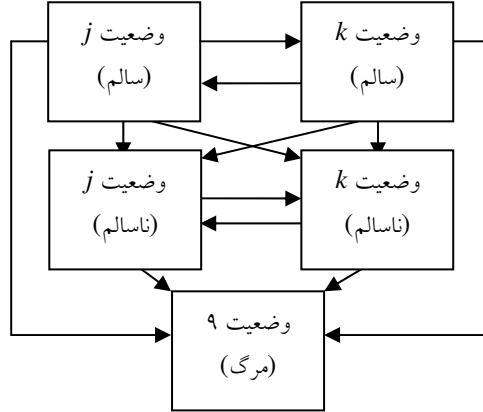 وضعیت j
(سالم)
وضعیت k
(سالم)
وضعیت j
(ناسالم)
وضعیت k
(ناسالم)
وضعیت ۹
(مرگ)